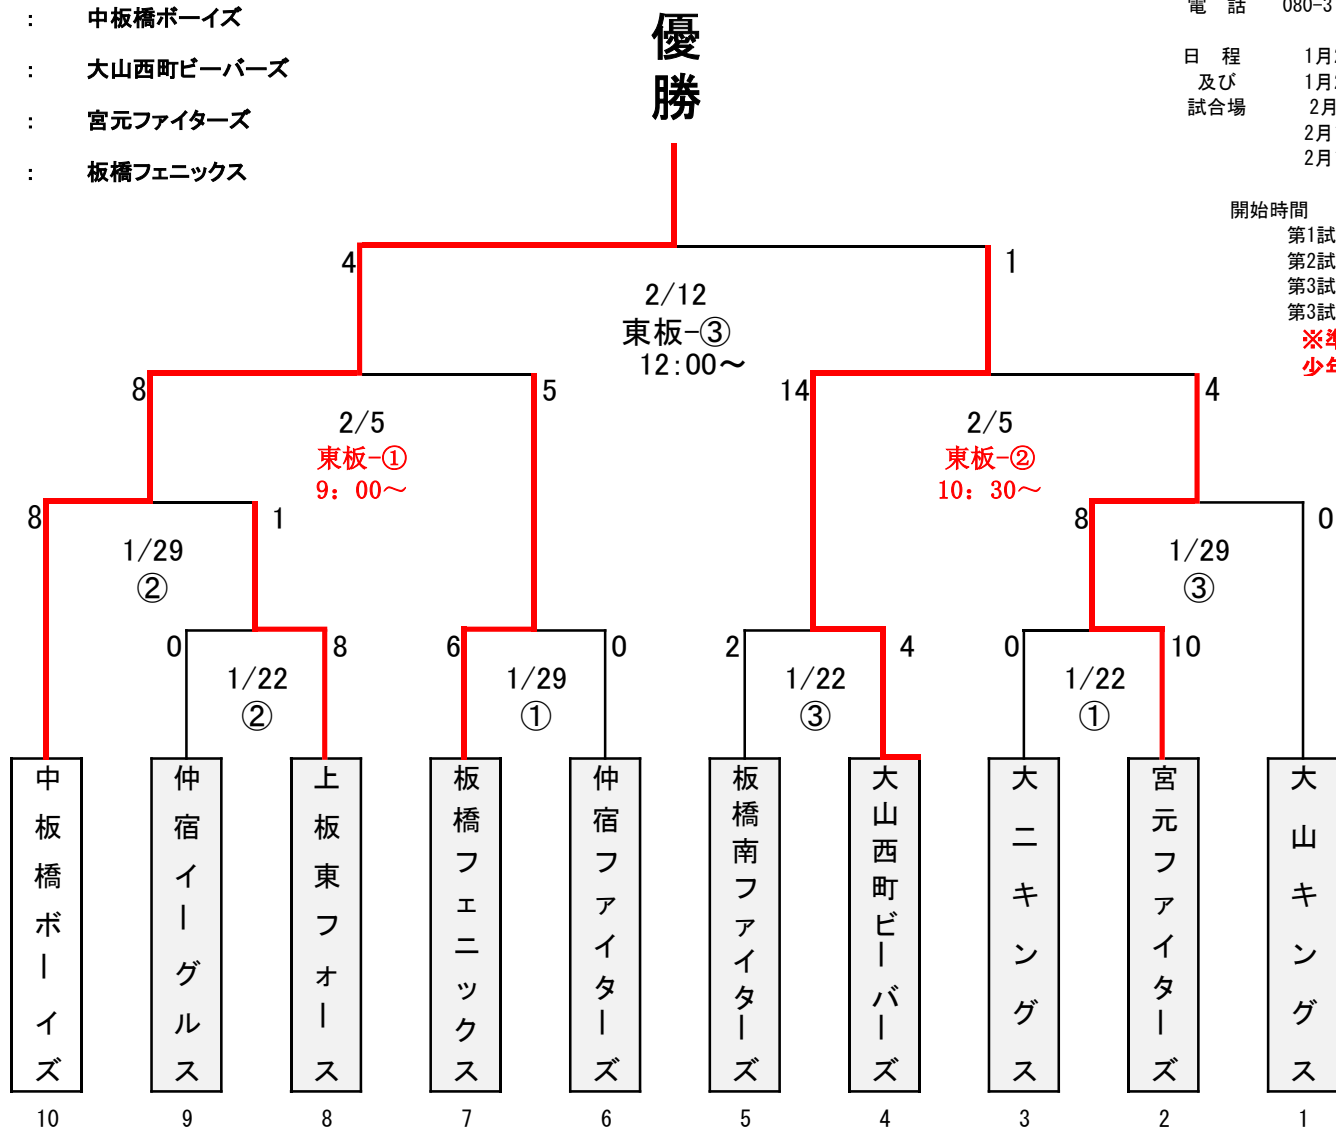 : 中板橋ボーイズ
: 大山西町ビーバーズ
: 宮元ファイターズ
: 板橋フェニックス
優
勝
電 話 080-3
日 程 1月2
及び 1月2
試合場 2月
2月
2月
開始時間
第1試
第2試
第3試
第3試
※準
少年
4 1
2/12
東板-③
12:00～
8 5
2/5
東板-①
9: 00～
14 4
2/5
東板-②
10: 30～
8 1
1/29
②
8 0
1/29
③
0 8
1/22
②
6 0
1/29
①
2 4
1/22
③
0 10
1/22
①
中板橋ボーイズ
仲宿イーグルス
上板東フォース
板橋フェニックス
仲宿ファイターズ
板橋南ファイターズ
大山西町ビーバーズ
大ニキングス
宮元ファイターズ
大山キングス
10 9 8 7 6 5 4 3 2 1